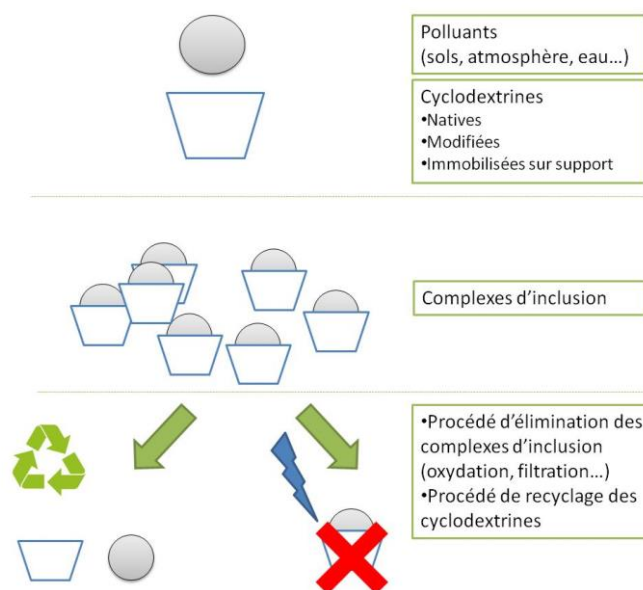 Polluants
(sols, atmosphère, eau...)
Cyclodextrines
•Natives
•Modifiées
•Immobilisées sur support
Complexes d'inclusion
•Procédé d'élimination des
complexes d'inclusion
(oxydation, filtration...)
•Procédé de recyclage des
cyclodextrines